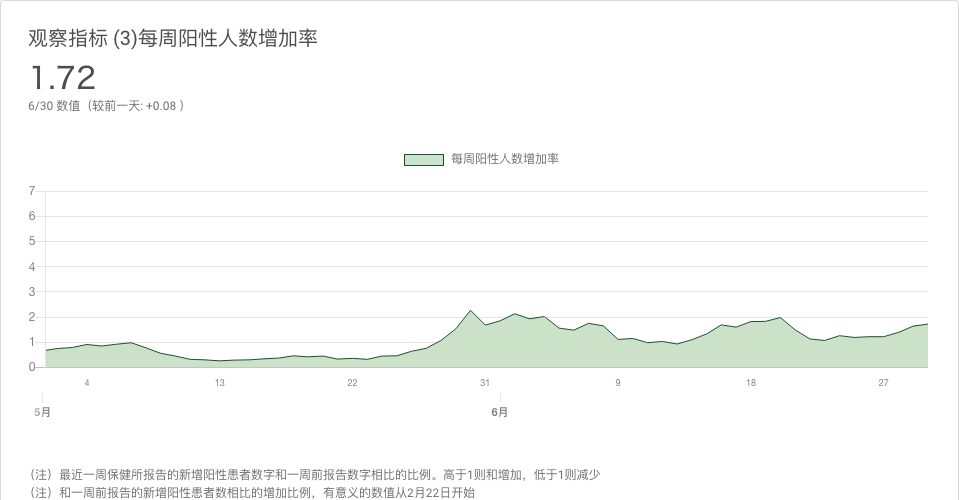 观察指标 (3)每周阳性人数增加率
1.72
6/30 数值（较前一天: +0.08 ）
每周阳性人数增加率
7
6
5
4
3
2
1
0
4 13 22 31 9 18 27
5月 6月
（注）最近一周保健所报告的新增阳性患者数字和一周前报告数字相比的比例。高于1则和增加，低于1则减少
（注）和一周前报告的新增阳性患者数相比的增加比例，有意义的数值从2月22日开始